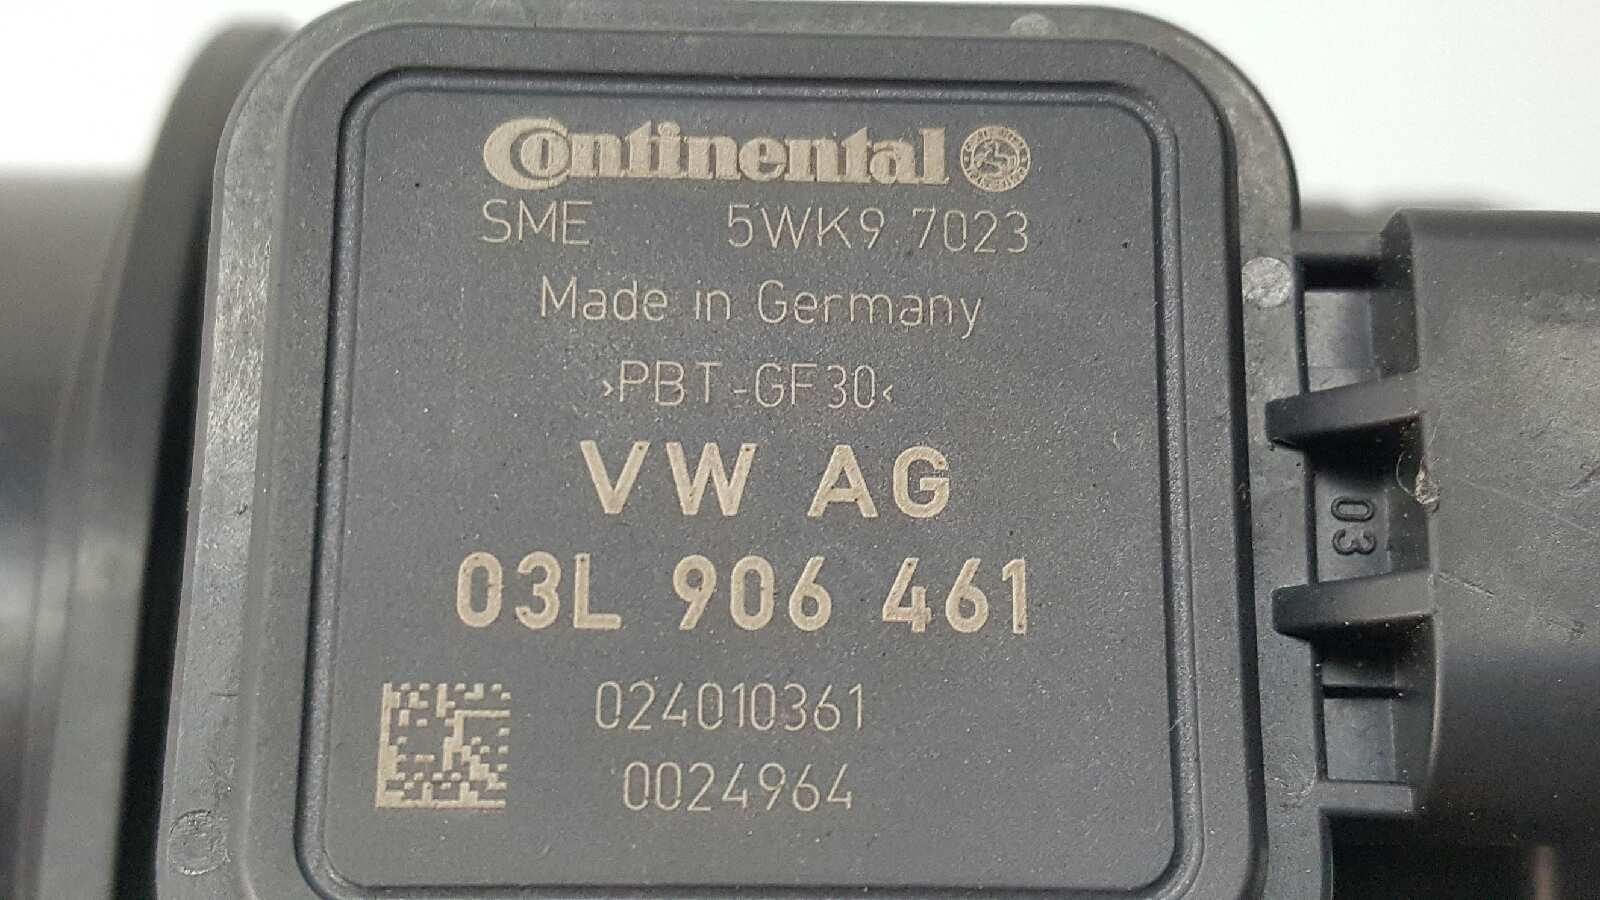 Continental
SME 5WK9 7023
Made in Germany
›PBT-GF30‹
VW AG
03L 906 461
024010361
0024964
03